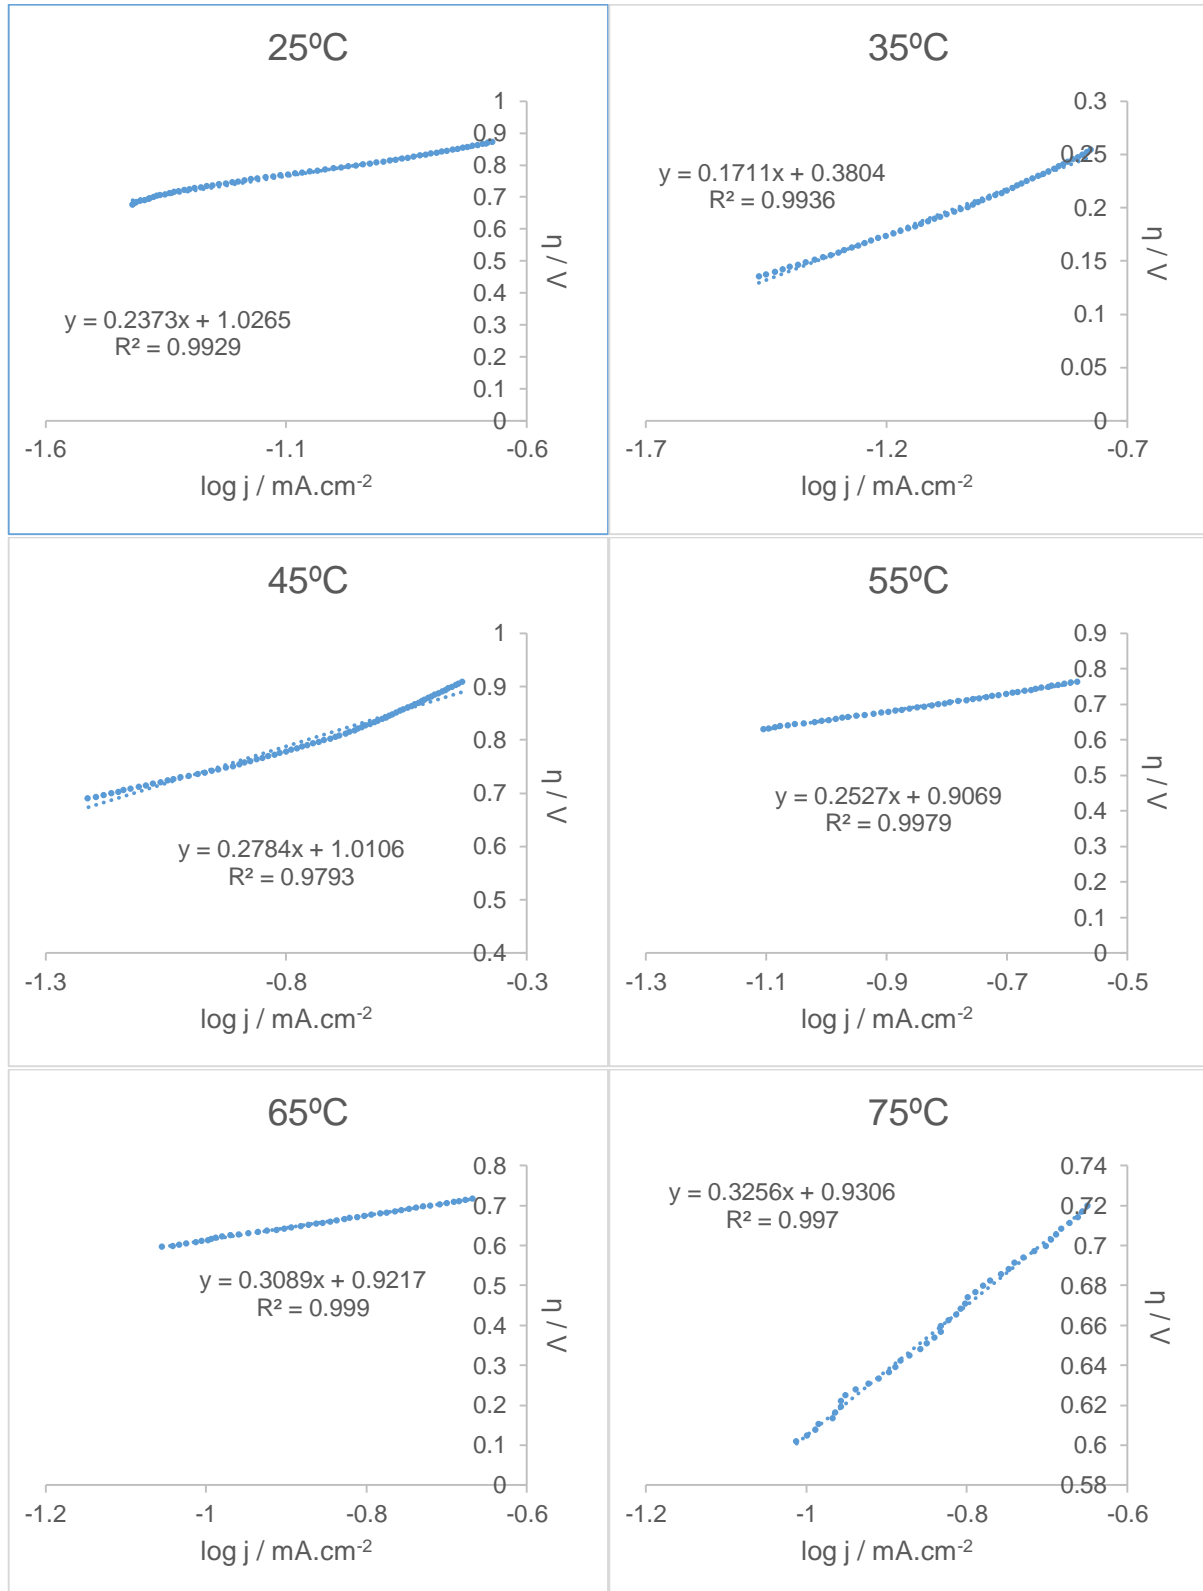 25⁰C
1
0.9
0.8
0.7
0.6
0.5
0.4
0.3
0.2
0.1
0
y = 0.2373x + 1.0265
R² = 0.9929
η / V
-1.6
-1.1
-0.6
log j / mA.cm⁻²
35⁰C
0.3
0.25
0.2
0.15
0.1
0.05
0
y = 0.1711x + 0.3804
R² = 0.9936
η / V
-1.7
-1.2
-0.7
log j / mA.cm⁻²
45⁰C
1
0.9
0.8
0.7
0.6
0.5
0.4
y = 0.2784x + 1.0106
R² = 0.9793
η / V
-1.3
-0.8
-0.3
log j / mA.cm⁻²
55⁰C
0.9
0.8
0.7
0.6
0.5
0.4
0.3
0.2
0.1
0
y = 0.2527x + 0.9069
R² = 0.9979
η / V
-1.3
-1.1
-0.9
-0.7
-0.5
log j / mA.cm⁻²
65⁰C
0.8
0.7
0.6
0.5
0.4
0.3
0.2
0.1
0
y = 0.3089x + 0.9217
R² = 0.999
η / V
-1.2
-1
-0.8
-0.6
log j / mA.cm⁻²
75⁰C
0.74
0.72
0.7
0.68
0.66
0.64
0.62
0.6
0.58
y = 0.3256x + 0.9306
R² = 0.997
η / V
-1.2
-1
-0.8
-0.6
log j / mA.cm⁻²